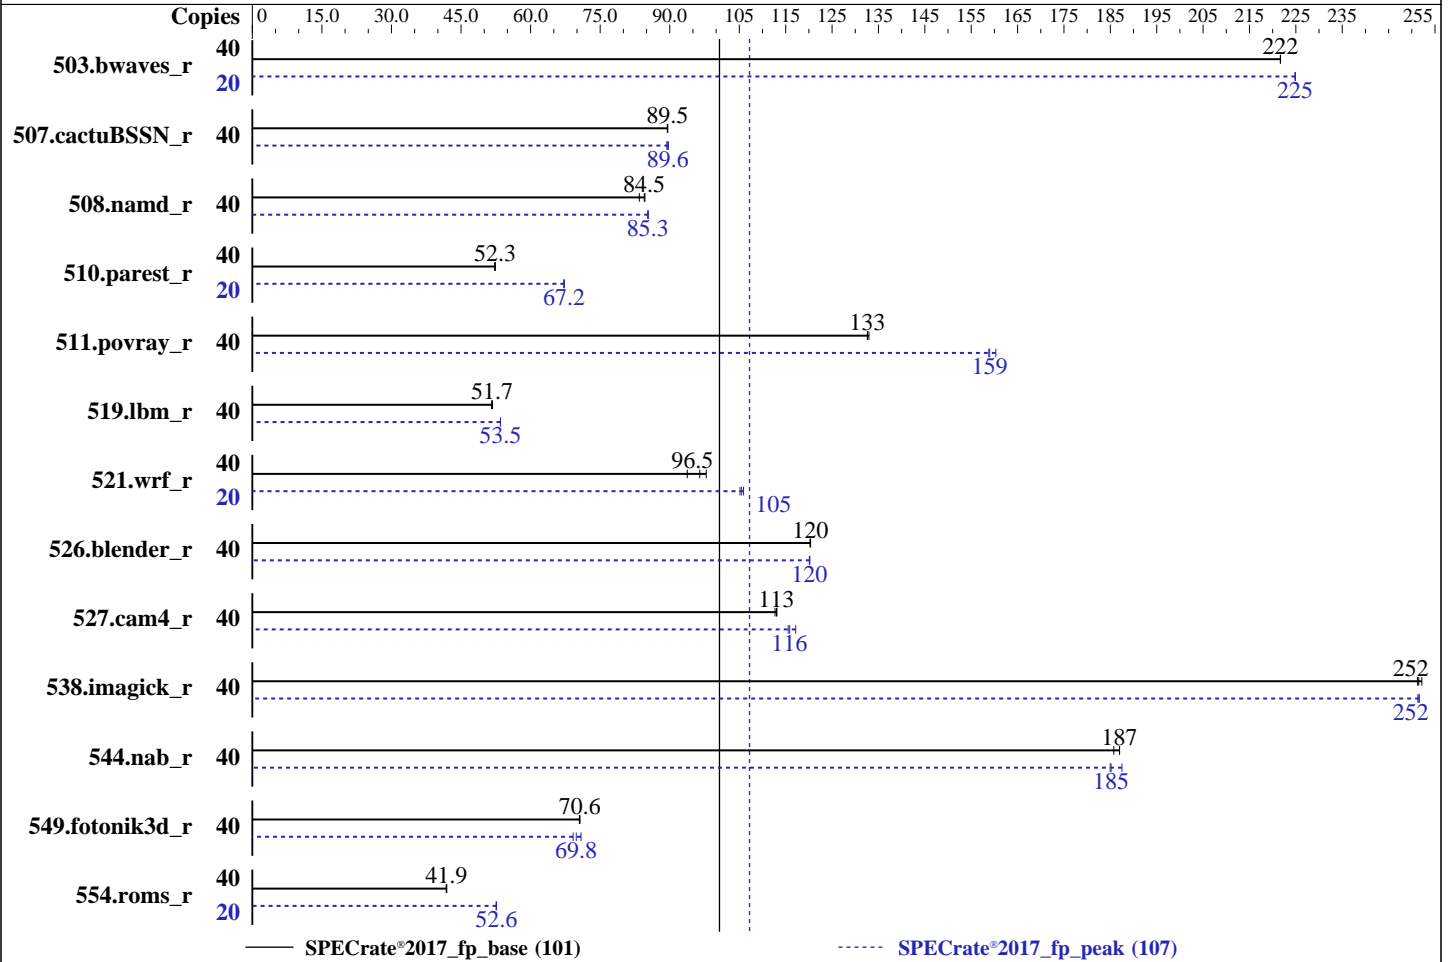 Copies 0 15.0 30.0 45.0 60.0 75.0 90.0 105 115 125 135 145 155 165 175 185 195 205 215 225 235 255
503.bwaves_r 40 222
20 225
507.cactuBSSN_r 40 89.5
89.6
508.namd_r 40 84.5
85.3
510.parest_r 40 52.3
20 67.2
511.povray_r 40 133
159
519.lbm_r 40 51.7
53.5
521.wrf_r 40 96.5
20 105
526.blender_r 40 120
120
527.cam4_r 40 113
116
538.imagick_r 40 252
252
544.nab_r 40 187
185
549.fotonik3d_r 40 70.6
69.8
554.roms_r 40 41.9
20 52.6
SPECrate®2017_fp_base (101) SPECrate®2017_fp_peak (107)